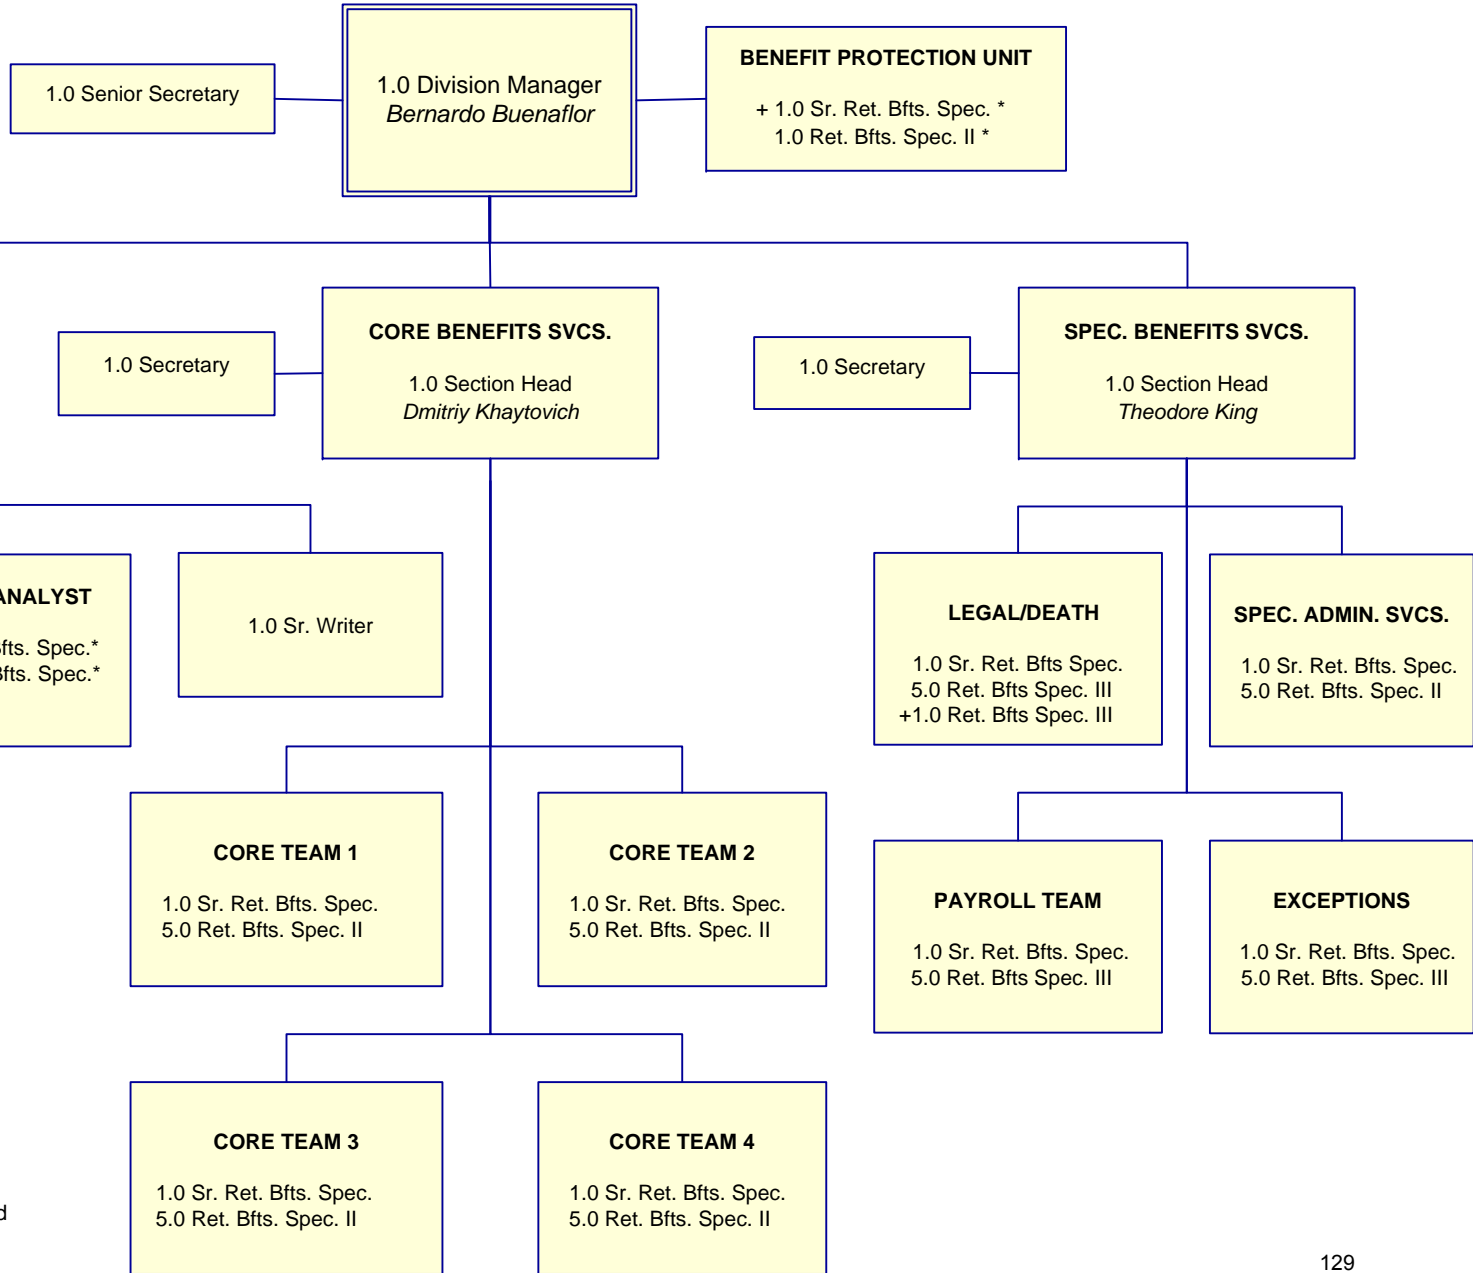 1.0 Senior Secretary
1.0 Division Manager
Bernardo Buenaflor
BENEFIT PROTECTION UNIT
+ 1.0 Sr. Ret. Bfts. Spec. *
1.0 Ret. Bfts. Spec. II *
1.0 Secretary
CORE BENEFITS SVCS.
1.0 Section Head
Dmitriy Khaytovich
1.0 Secretary
SPEC. BENEFITS SVCS.
1.0 Section Head
Theodore King
ANALYST
Spec.*
Bfts. Spec.*
1.0 Sr. Writer
LEGAL/DEATH
1.0 Sr. Ret. Bfts Spec.
5.0 Ret. Bfts Spec. III
+1.0 Ret. Bfts Spec. III
SPEC. ADMIN. SVCS.
1.0 Sr. Ret. Bfts. Spec.
5.0 Ret. Bfts. Spec. II
CORE TEAM 1
1.0 Sr. Ret. Bfts. Spec.
5.0 Ret. Bfts. Spec. II
CORE TEAM 2
1.0 Sr. Ret. Bfts. Spec.
5.0 Ret. Bfts. Spec. II
PAYROLL TEAM
1.0 Sr. Ret. Bfts. Spec.
5.0 Ret. Bfts Spec. III
EXCEPTIONS
1.0 Sr. Ret. Bfts. Spec.
5.0 Ret. Bfts. Spec. III
CORE TEAM 3
1.0 Sr. Ret. Bfts. Spec.
5.0 Ret. Bfts. Spec. II
CORE TEAM 4
1.0 Sr. Ret. Bfts. Spec.
5.0 Ret. Bfts. Spec. II
129